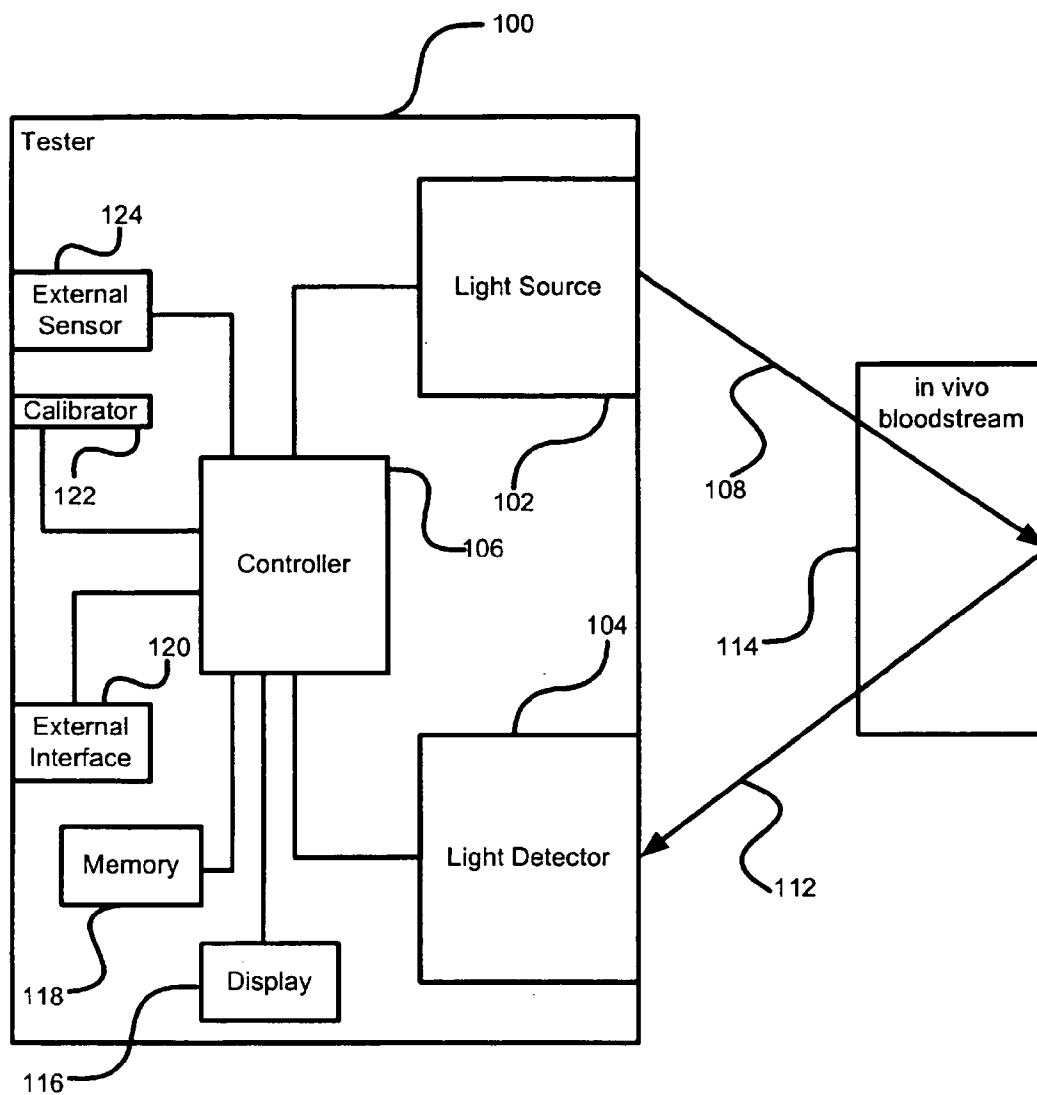 100
Tester
124
External
Sensor
Light Source
in vivo
bloodstream
Calibrator
122
108
102
106
Controller
104
114
120
External
Interface
Memory
Light Detector
112
118
Display
116